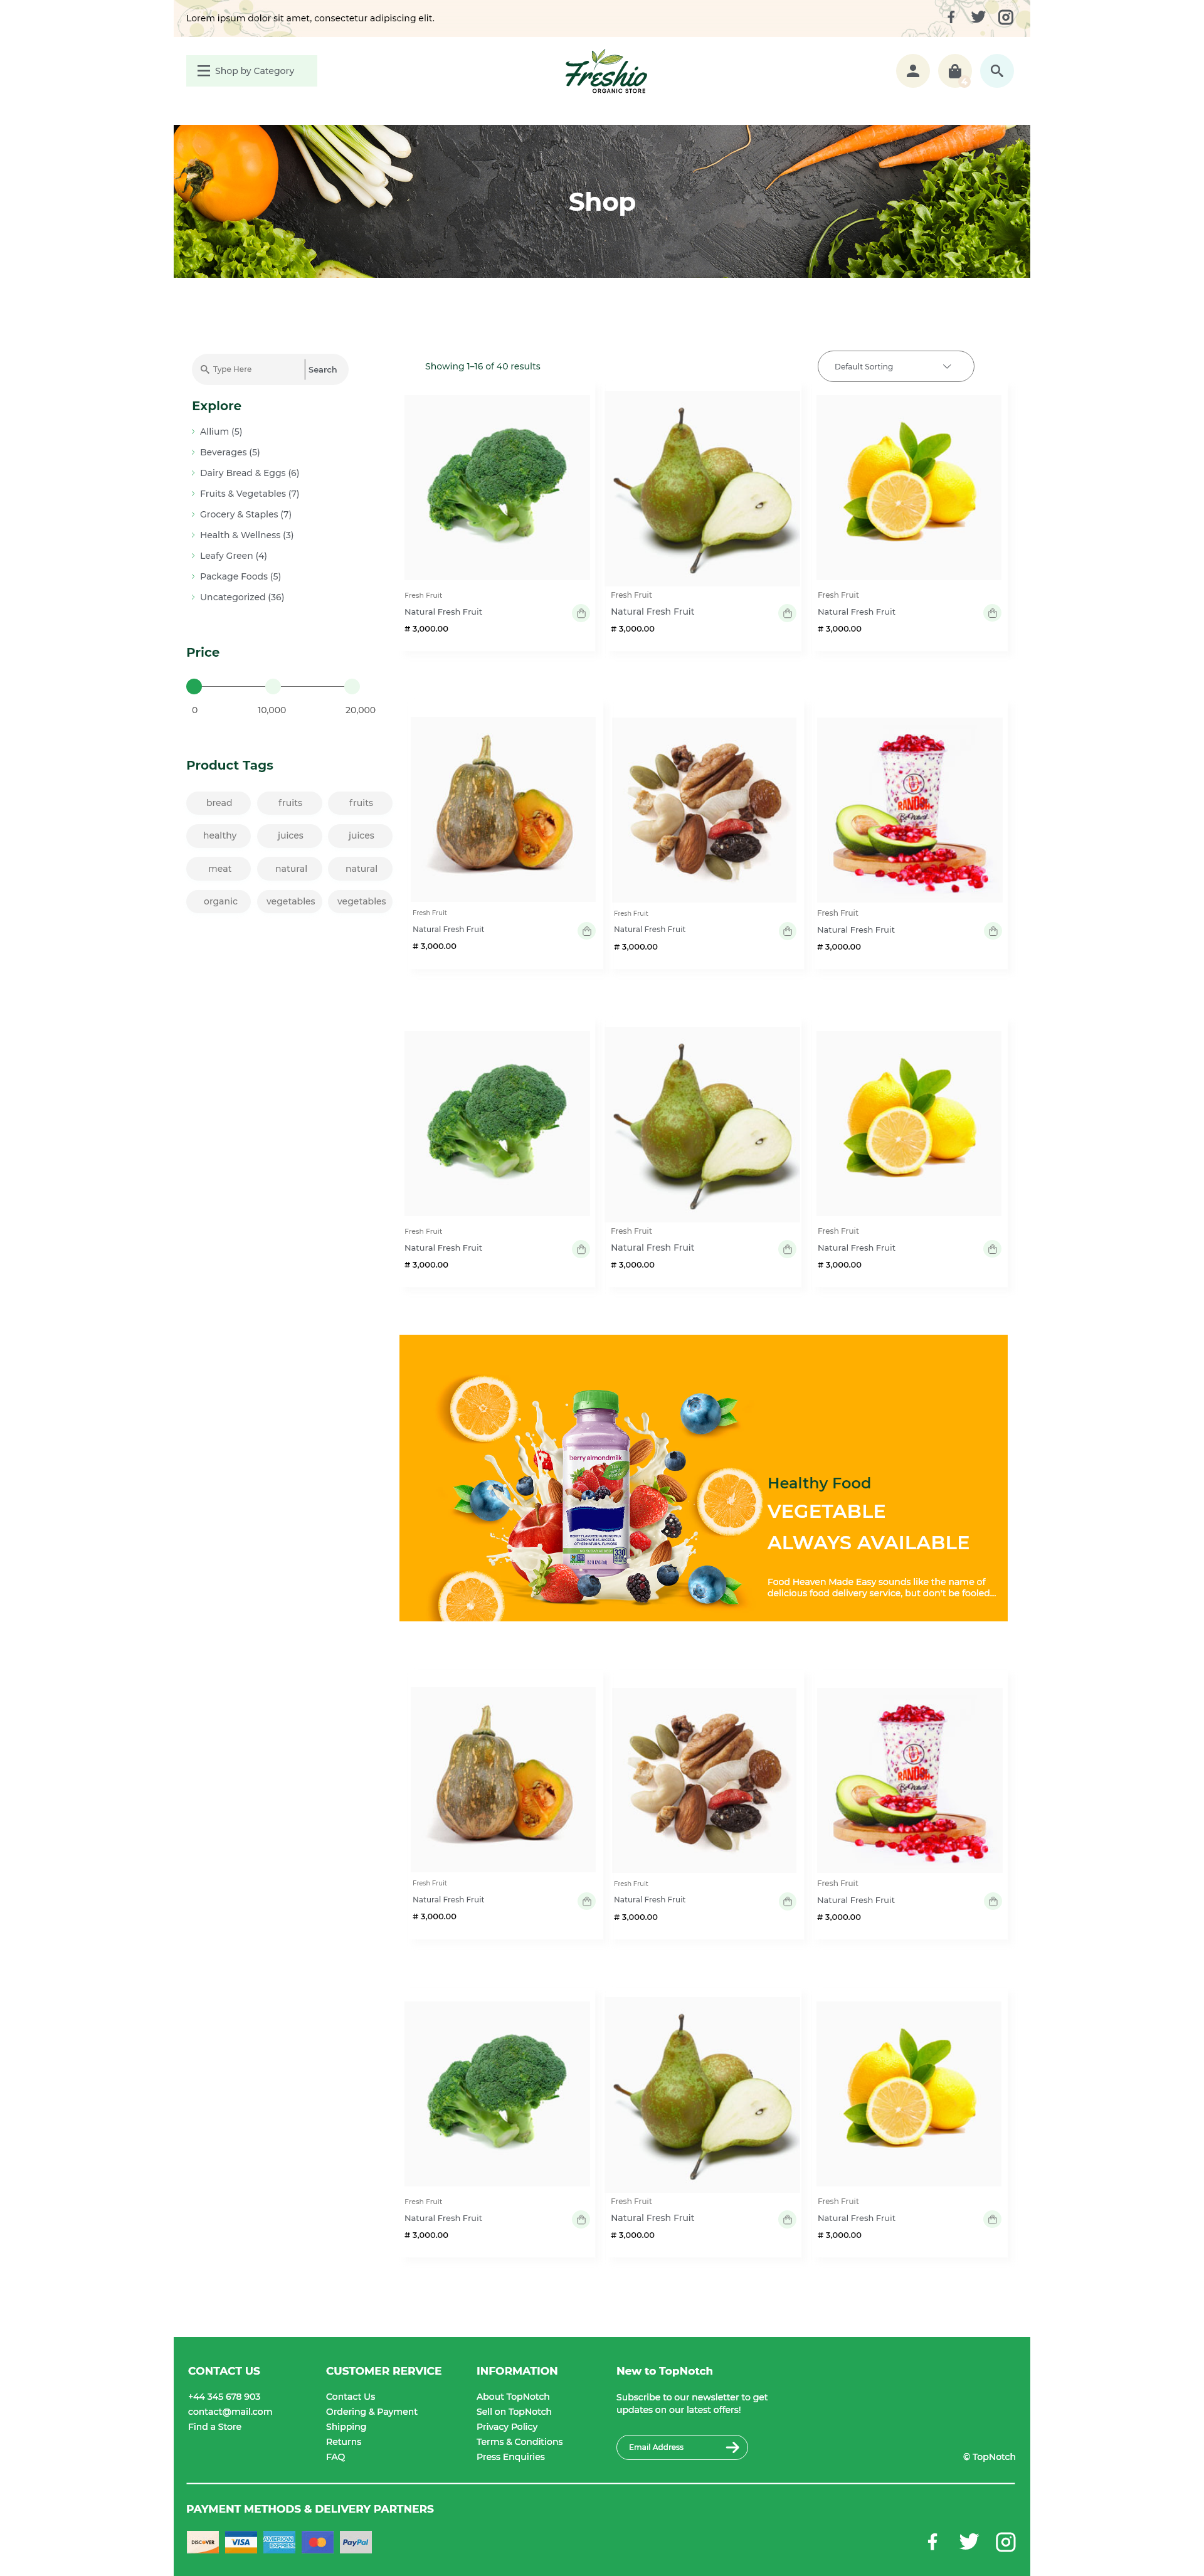 Lorem ipsum dolor sit amet, consectetur adipiscing elit.
Shop by Category
Freshio
ORGANIC STORE
Shop
Type Here
Search
Showing 1–16 of 40 results
Default Sorting
Explore
Allium (5)
Beverages (5)
Dairy Bread & Eggs (6)
Fruits & Vegetables (7)
Grocery & Staples (7)
Health & Wellness (3)
Leafy Green (4)
Package Foods (5)
Uncategorized (36)
Price
0 10,000 20,000
Product Tags
bread fruits fruits
healthy juices juices
meat natural natural
organic vegetables vegetables
Fresh Fruit Fresh Fruit Fresh Fruit
Natural Fresh Fruit Natural Fresh Fruit Natural Fresh Fruit
# 3,000.00 # 3,000.00 # 3,000.00
RANOSH
Fresh Fruit Fresh Fruit Fresh Fruit
Natural Fresh Fruit Natural Fresh Fruit Natural Fresh Fruit
# 3,000.00 # 3,000.00 # 3,000.00
Fresh Fruit Fresh Fruit Fresh Fruit
Natural Fresh Fruit Natural Fresh Fruit Natural Fresh Fruit
# 3,000.00 # 3,000.00 # 3,000.00
berry almondmilk
Healthy Food
VEGETABLE
ALWAYS AVAILABLE
Food Heaven Made Easy sounds like the name of
delicious food delivery service, but don't be fooled...
RANOSH
Fresh Fruit Fresh Fruit Fresh Fruit
Natural Fresh Fruit Natural Fresh Fruit Natural Fresh Fruit
# 3,000.00 # 3,000.00 # 3,000.00
Fresh Fruit Fresh Fruit Fresh Fruit
Natural Fresh Fruit Natural Fresh Fruit Natural Fresh Fruit
# 3,000.00 # 3,000.00 # 3,000.00
CONTACT US
+44 345 678 903
contact@mail.com
Find a Store
CUSTOMER RERVICE
Contact Us
Ordering & Payment
Shipping
Returns
FAQ
INFORMATION
About TopNotch
Sell on TopNotch
Privacy Policy
Terms & Conditions
Press Enquiries
New to TopNotch
Subscribe to our newsletter to get
updates on our latest offers!
Email Address
© TopNotch
PAYMENT METHODS & DELIVERY PARTNERS
DISCOVER VISA AMERICAN EXPRESS PayPal